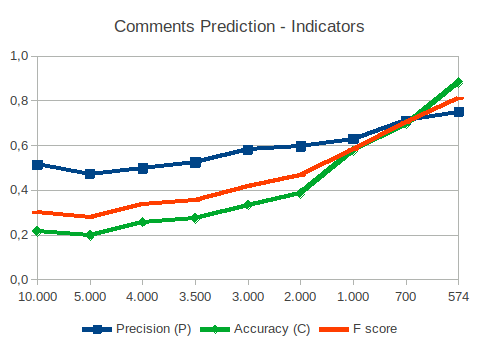 Comments Prediction - Indicators
1,0
0,8
0,6
0,4
0,2
0,0
10.000 5.000 4.000 3.500 3.000 2.000 1.000 700 574
Precision (P) Accuracy (C) F score